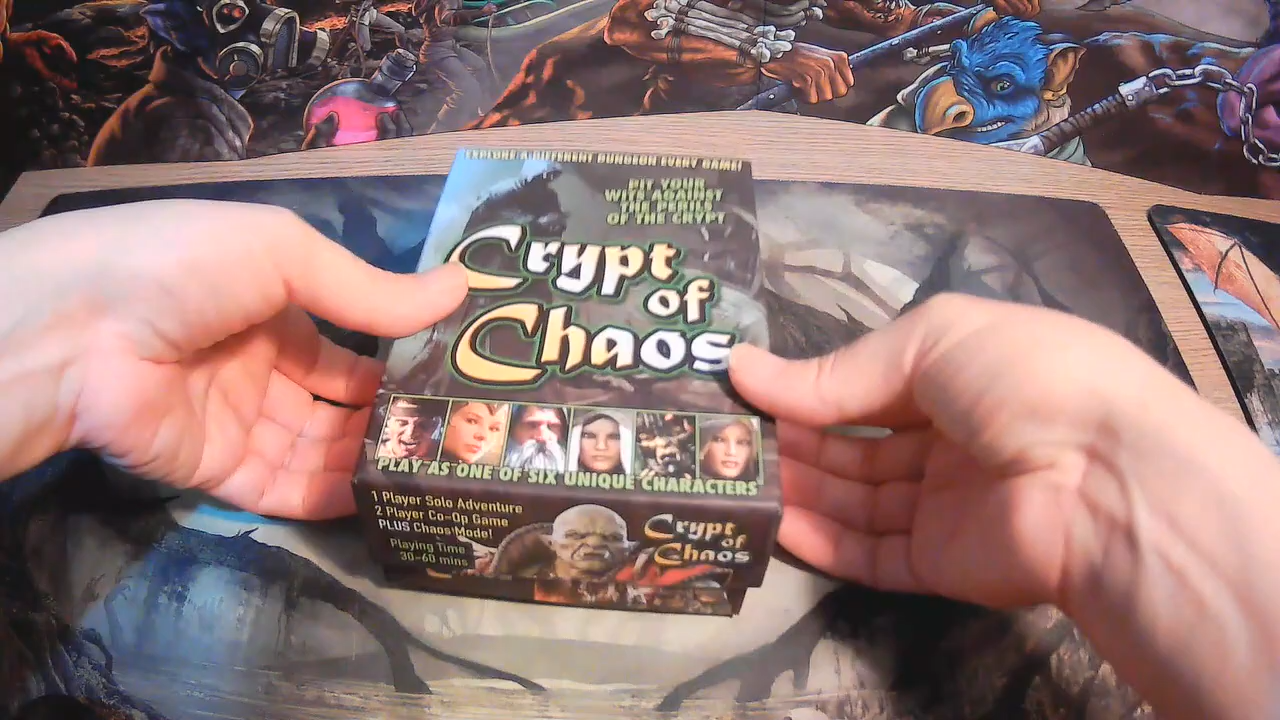 EXPLORE A DIFFERENT DUNGEON EVERY GAME!
PIT YOUR
WITS AGAINST
THE
OF THE CRYPT
Crypt
of
Chaos
PLAY AS ONE OF SIX UNIQUE CHARACTERS
1 Player Solo Adventure
2 Player Co-Op Game
PLUS Chaos Mode!
Playing Time
30-60 mins
Crypt
of
Chaos